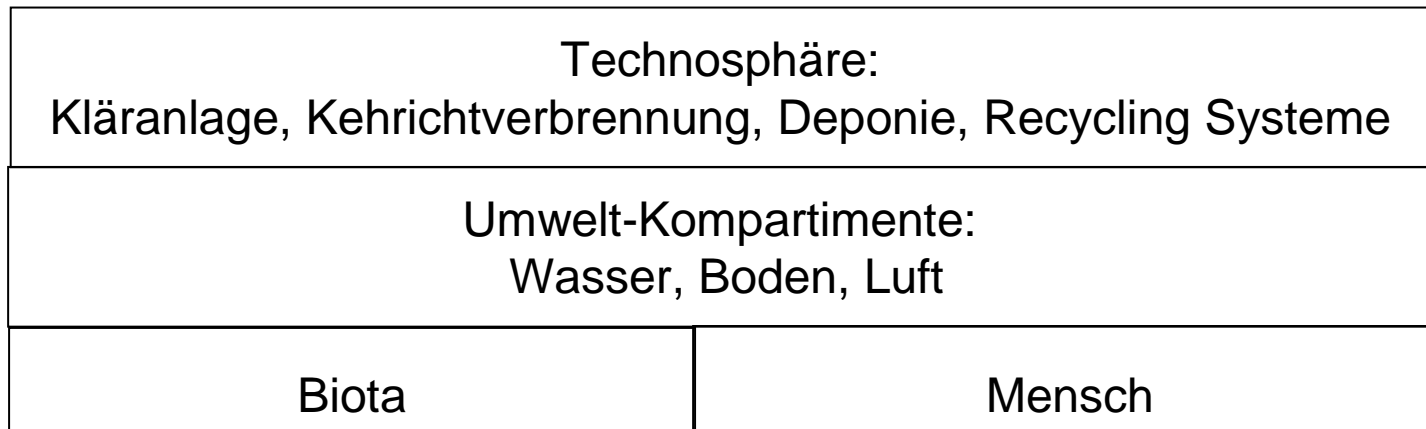 Technosphäre:
Kläranlage, Kehrichtverbrennung, Deponie, Recycling Systeme
Umwelt-Kompartimente:
Wasser, Boden, Luft
Biota
Mensch